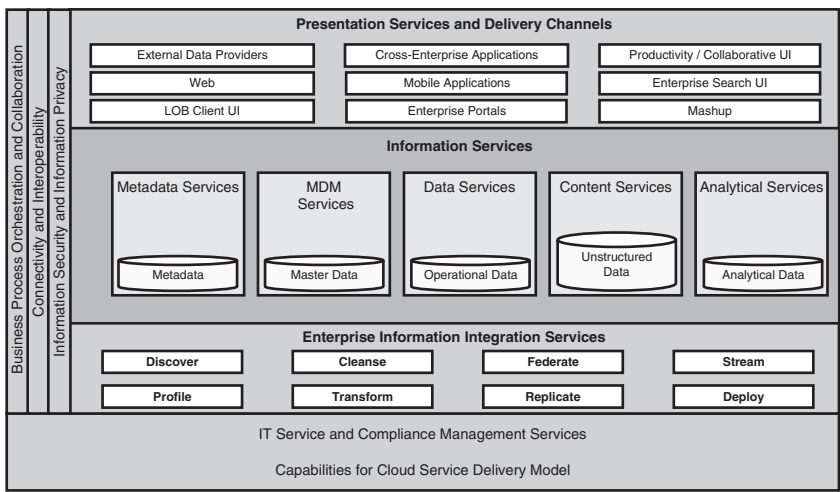 Business Process Orchestration and Collaboration
Connectivity and Interoperability
Information Security and Information Privacy
Presentation Services and Delivery Channels
External Data Providers
Cross-Enterprise Applications
Productivity / Collaborative UI
Web
Mobile Applications
Enterprise Search UI
LOB Client UI
Enterprise Portals
Mashup
Information Services
Metadata Services
MDM
Services
Data Services
Content Services
Analytical Services
Metadata
Master Data
Operational Data
Unstructured
Data
Analytical Data
Enterprise Information Integration Services
Discover
Cleanse
Federate
Stream
Profile
Transform
Replicate
Deploy
IT Service and Compliance Management Services
Capabilities for Cloud Service Delivery Model